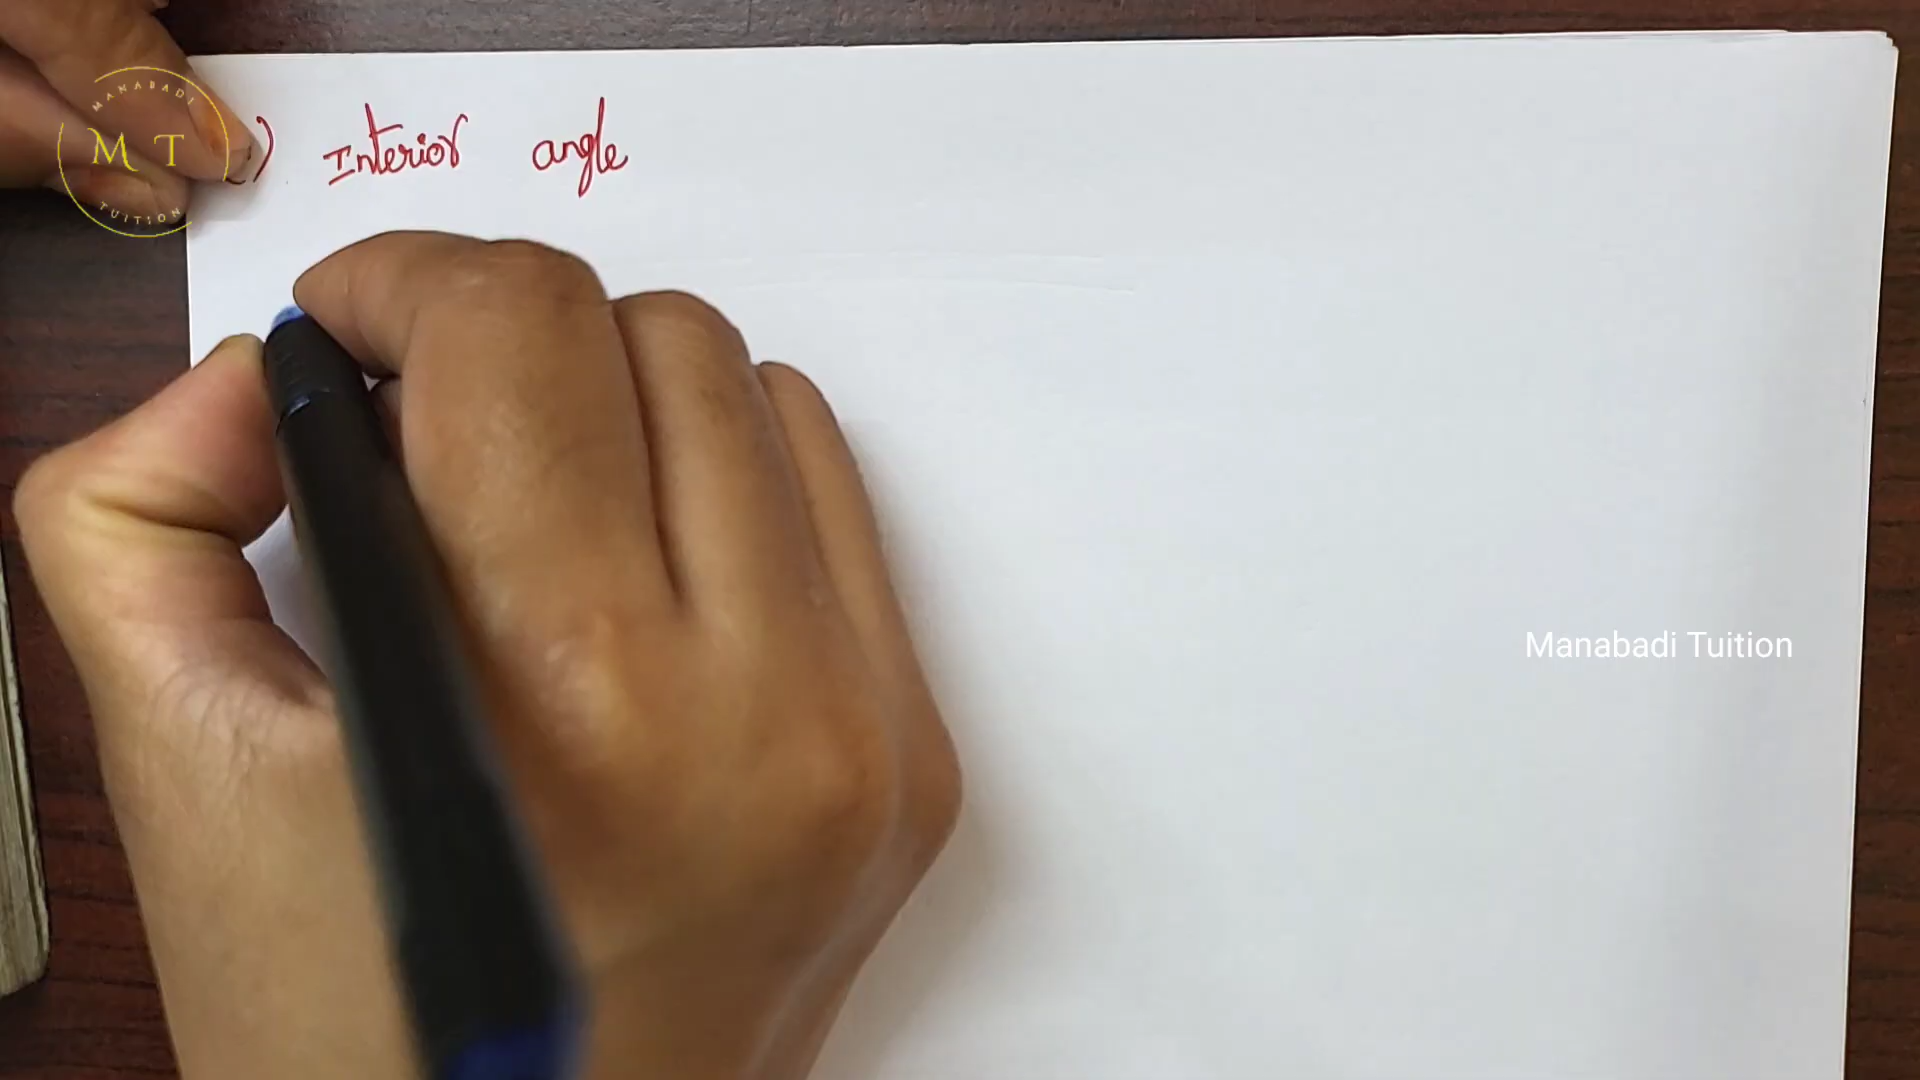 MANABADI
M T
TUITION
) Interior angle
Manabadi Tuition